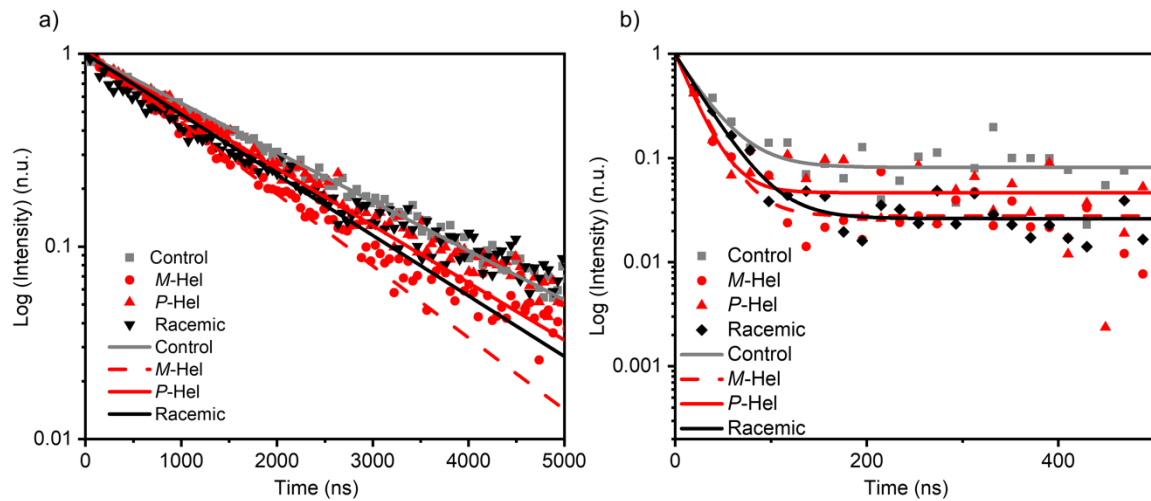 a)
Log (Intensity) (n.u.)
1
0.1
0.01
Control
M-Hel
P-Hel
Racemic
Control
M-Hel
P-Hel
Racemic
0 1000 2000 3000 4000 5000
Time (ns)
b)
Log (Intensity) (n.u.)
1
0.1
0.01
0.001
Control
M-Hel
P-Hel
Racemic
Control
M-Hel
P-Hel
Racemic
0 200 400
Time (ns)